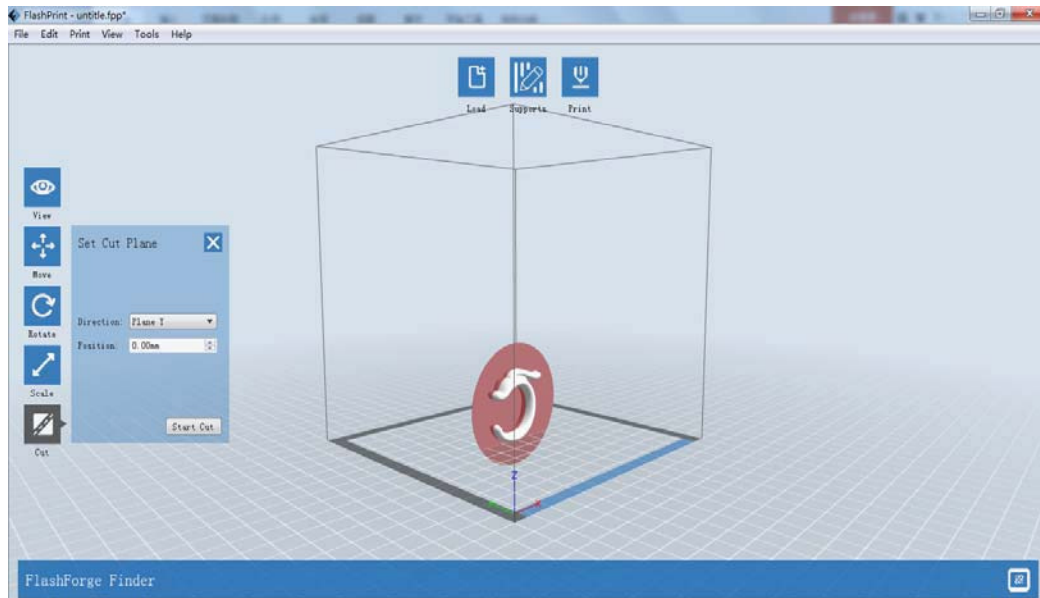 FlashPrint - untitle.fpp*
File Edit Print View Tools Help
Load Supports Print
View
Set Cut Plane
Move
Direction: Plane Y
Rotate
Position: 0.00mm
Scale
Start Cut
Cut
Z
X
FlashForge Finder